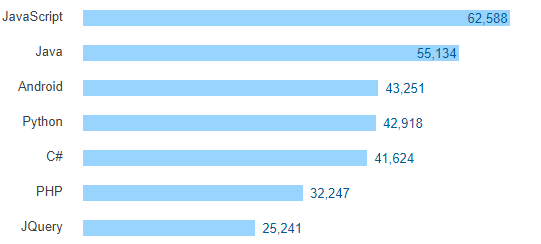 JavaScript 62,588
Java 55,134
Android 43,251
Python 42,918
C# 41,624
PHP 32,247
JQuery 25,241